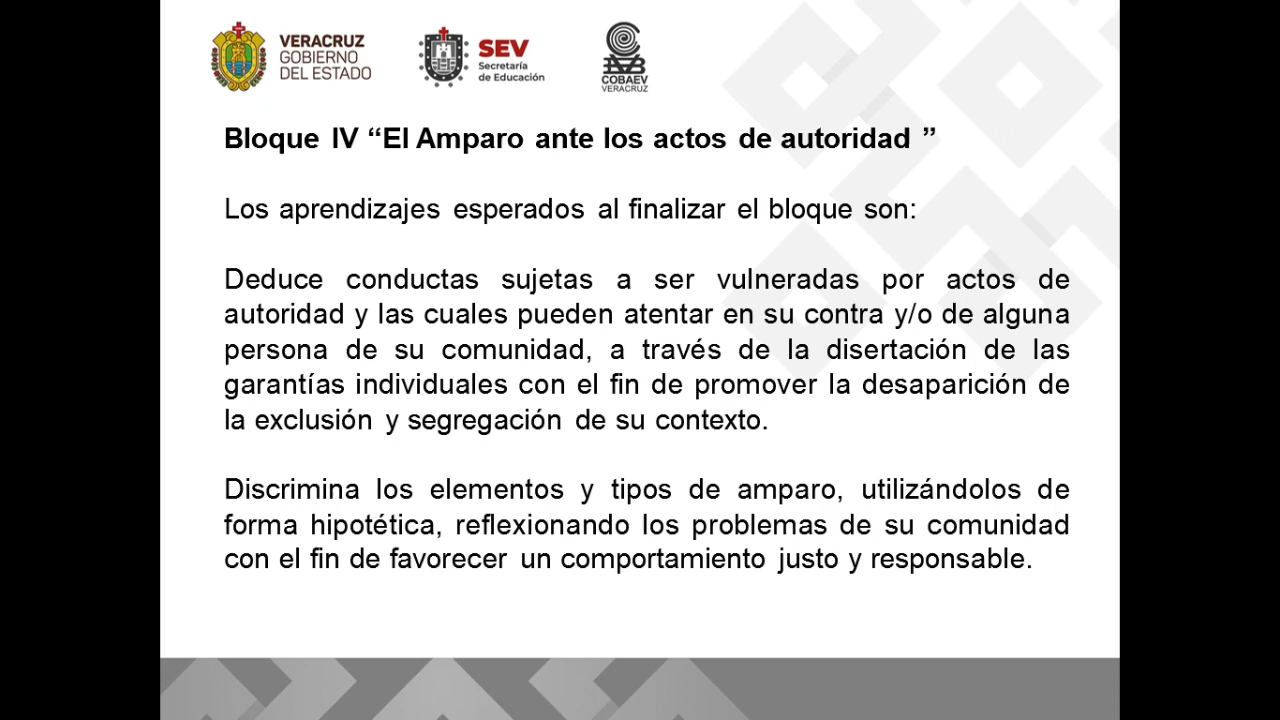 VERACRUZ
GOBIERNO
DEL ESTADO
SEV
Secretaría
de Educación
COBAEV
VERACRUZ
Bloque IV “El Amparo ante los actos de autoridad ”
Los aprendizajes esperados al finalizar el bloque son:
Deduce conductas sujetas a ser vulneradas por actos de
autoridad y las cuales pueden atentar en su contra y/o de alguna
persona de su comunidad, a través de la disertación de las
garantías individuales con el fin de promover la desaparición de
la exclusión y segregación de su contexto.
Discrimina los elementos y tipos de amparo, utilizándolos de
forma hipotética, reflexionando los problemas de su comunidad
con el fin de favorecer un comportamiento justo y responsable.